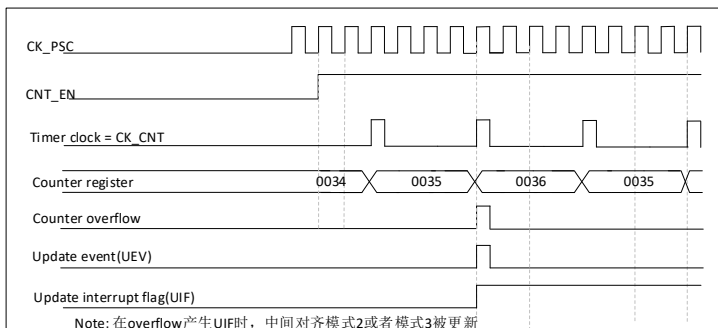 CK_PSC
CNT_EN
Timer clock = CK_CNT
Counter register 0034 0035 0036 0035
Counter overflow
Update event(UEV)
Update interrupt flag(UIF)
Note: 在overflow产生UIF时，中间对齐模式2或者模式3被更新